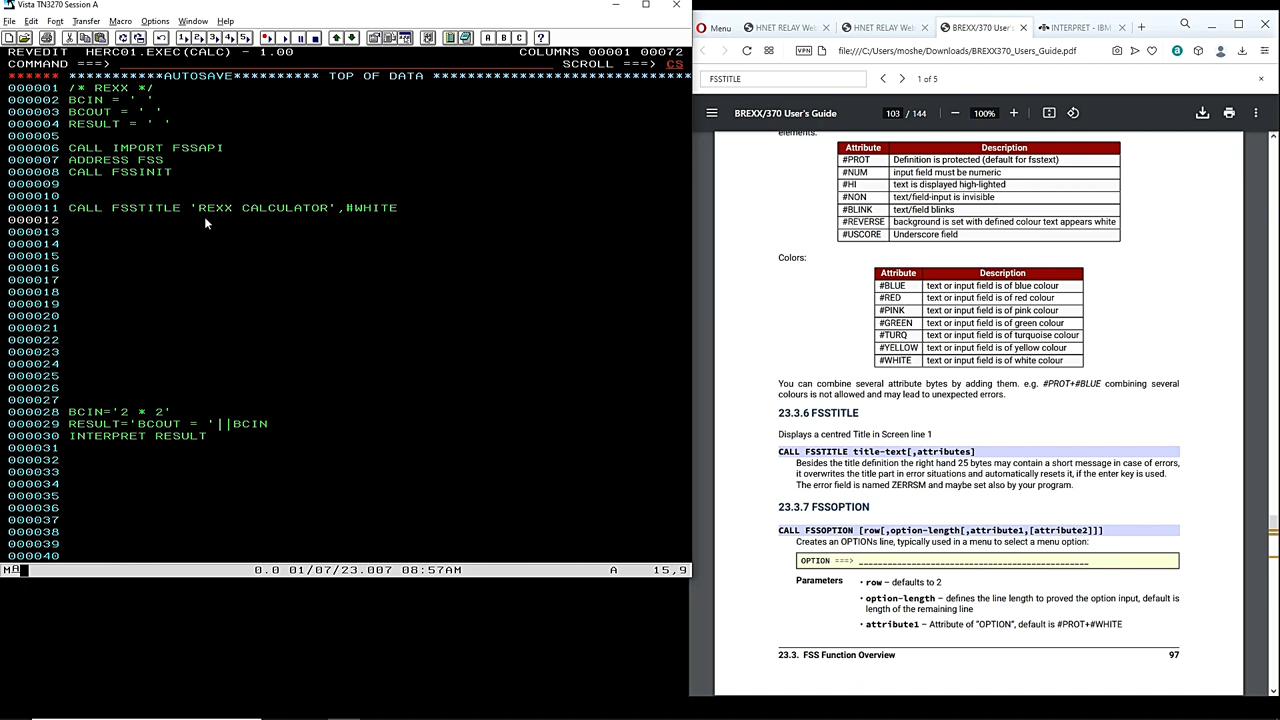 Vista TN3270 Session A
File Edit Font Transfer Macro Options Window Help
REVEDIT HERC01.EXEC(CALC) - 1.00 COLUMNS 00001 00072
COMMAND ===> SCROLL ===> CS
****** ***********AUTOSAVE********** TOP OF DATA ***********************************
000001 /* REXX */
000002 BCIN = ' '
000003 BCOUT = ' '
000004 RESULT = ' '
000005
000006 CALL IMPORT FSSAPI
000007 ADDRESS FSS
000008 CALL FSSINIT
000009
000010
000011 CALL FSSTITLE 'REXX CALCULATOR',#WHITE
000012
000013
000014
000015
000016
000017
000018
000019
000020
000021
000022
000023
000024
000025
000026
000027
000028 BCIN='2 * 2'
000029 RESULT='BCOUT = '||BCIN
000030 INTERPRET RESULT
000031
000032
000033
000034
000035
000036
000037
000038
000039
000040
0.0 01/07/23.007 08:57AM A 15,9
Menu HNET RELAY We HNET RELAY We BREXX/370 User's INTERPRET - IBM
VPN file:///C:/Users/moshe/Downloads/BREXX370_Users_Guide.pdf
FSSTITLE 1 of 5
BREXX/370 User's Guide 103 / 144 100%
elements.
Attribute Description
#PROT Definition is protected (default for fsstext)
#NUM input field must be numeric
#HI text is displayed high-lighted
#NON text/field-input is invisible
#BLINK text/field blinks
#REVERSE background is set with defined colour text appears white
#USCORE Underscore field
Colors:
Attribute Description
#BLUE text or input field is of blue colour
#RED text or input field is of red colour
#PINK text or input field is of pink colour
#GREEN text or input field is of green colour
#TURQ text or input field is of turquoise colour
#YELLOW text or input field is of yellow colour
#WHITE text or input field is of white colour
You can combine several attribute bytes by adding them. e.g. #PROT+#BLUE combining several
colours is not allowed and may lead to unexpected errors.
23.3.6 FSSTITLE
Displays a centred Title in Screen line 1
CALL FSSTITLE title-text[,attributes]
Besides the title definition the right hand 25 bytes may contain a short message in case of errors,
it overwrites the title part in error situations and automatically resets it, if the enter key is used.
The error field is named ZERRSM and maybe set also by your program.
23.3.7 FSSOPTION
CALL FSSOPTION [row[,option-length[,attribute1,[attribute2]]]
Creates an OPTIONs line, typically used in a menu to select a menu option:
OPTION ===> ________________________________________________
Parameters • row – defaults to 2
• option-length – defines the line length to proved the option input, default is
length of the remaining line
• attribute1 – Attribute of "OPTION", default is #PROT+#WHITE
23.3. FSS Function Overview 97